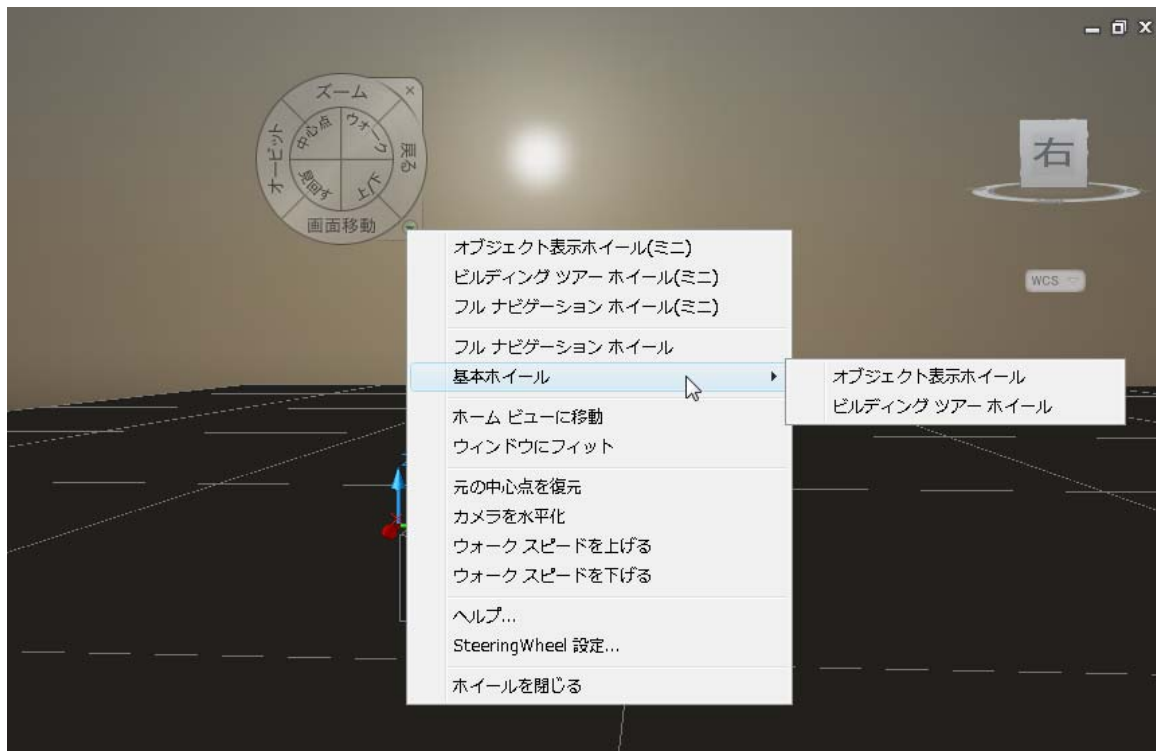 ズーム
中心点
ウォーク
オービット
戻る
見回す
上/下
画面移動
右
WCS
オブジェクト表示ホイール(ミニ)
ビルディング ツアー ホイール(ミニ)
フル ナビゲーション ホイール(ミニ)
フル ナビゲーション ホイール
基本ホイール
オブジェクト表示ホイール
ビルディング ツアー ホイール
ホーム ビューに移動
ウィンドウにフィット
元の中心点を復元
カメラを水平化
ウォーク スピードを上げる
ウォーク スピードを下げる
ヘルプ...
SteeringWheel 設定...
ホイールを閉じる